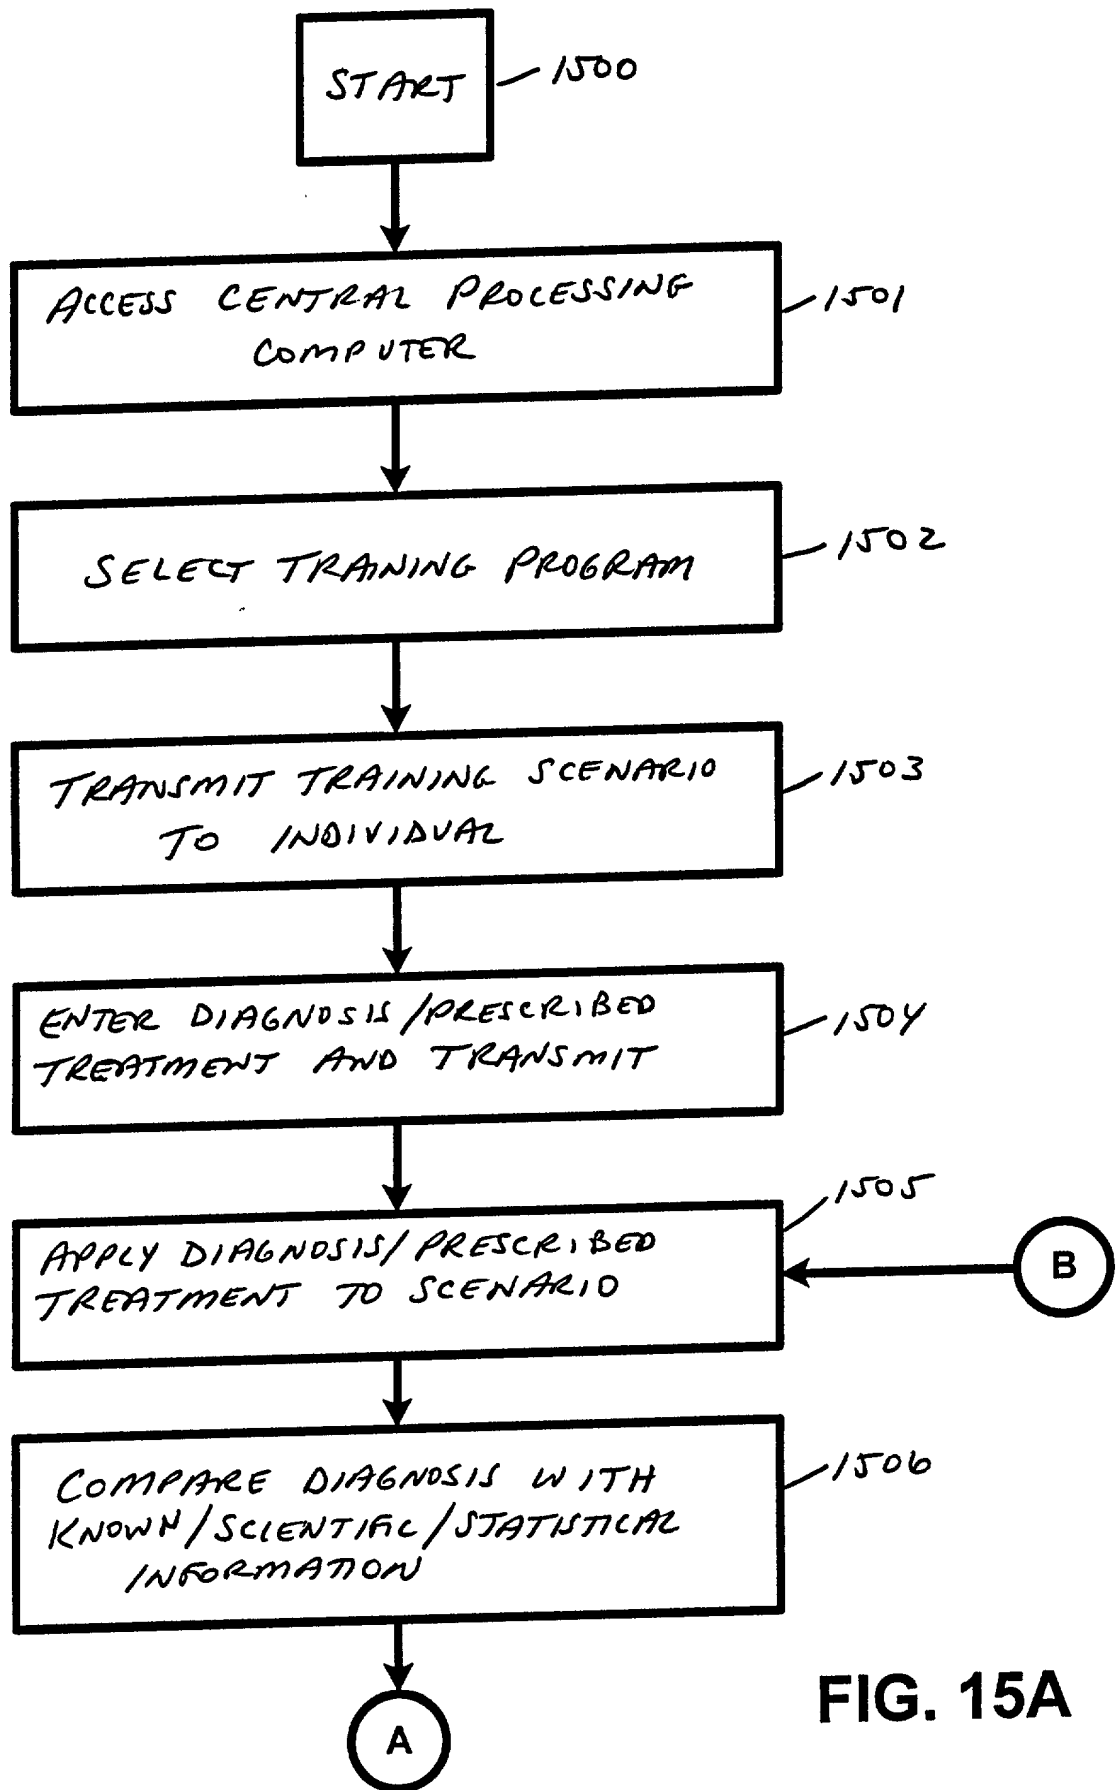 START
1500
ACCESS CENTRAL PROCESSING
COMPUTER
1501
SELECT TRAINING PROGRAM
1502
TRANSMIT TRAINING SCENARIO
TO INDIVIDUAL
1503
ENTER DIAGNOSIS/PRESCRIBED
TREATMENT AND TRANSMIT
1504
APPLY DIAGNOSIS/PRESCRIBED
TREATMENT TO SCENARIO
1505
B
COMPARE DIAGNOSIS WITH
KNOWN/SCIENTIFIC/STATISTICAL
INFORMATION
1506
A
FIG. 15A